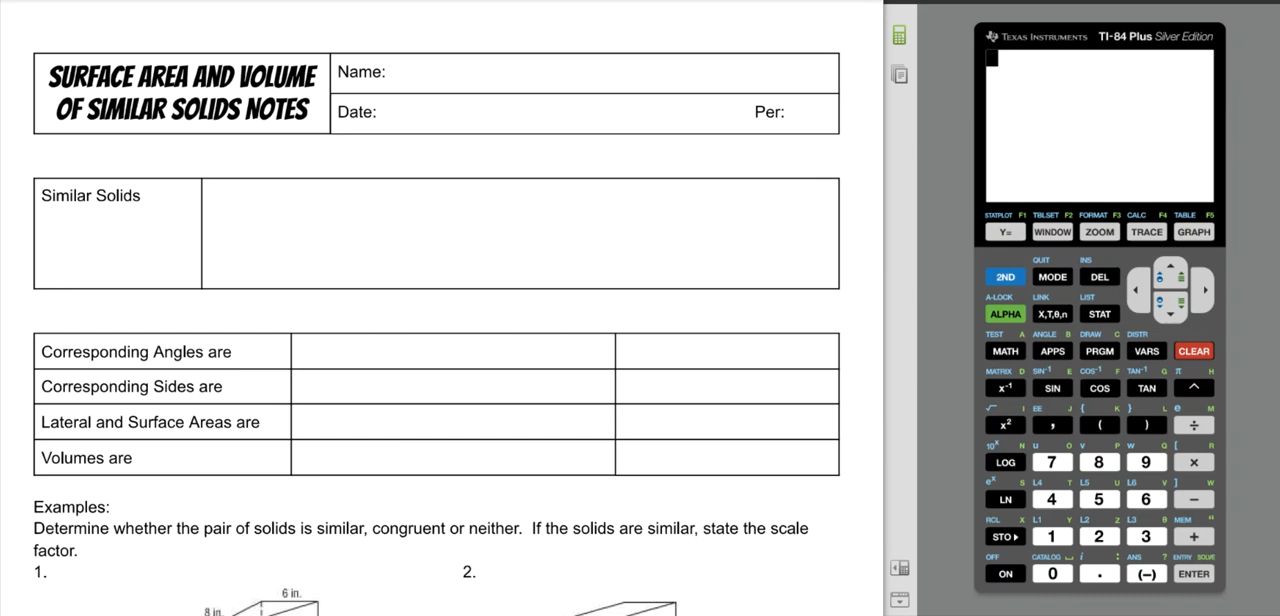 SURFACE AREA AND VOLUME
OF SIMILAR SOLIDS NOTES
Name:
Date: Per:
Similar Solids
Corresponding Angles are
Corresponding Sides are
Lateral and Surface Areas are
Volumes are
Examples:
Determine whether the pair of solids is similar, congruent or neither. If the solids are similar, state the scale
factor.
1. 2.
6 in.
8 in.
TEXAS INSTRUMENTS TI-84 Plus Silver Edition
STATPLOT F1 TBLSET F2 FORMAT F3 CALC F4 TABLE F5
Y= WINDOW ZOOM TRACE GRAPH
QUIT INS
2ND MODE DEL
A-LOCK LINK LIST
ALPHA X,T,θ,n STAT
TEST A ANGLE B DRAW C DISTR
MATH APPS PRGM VARS CLEAR
MATRIX D SIN⁻¹ E COS⁻¹ F TAN⁻¹ G π H
x⁻¹ SIN COS TAN ^
√ I EE J { K } L e M
x² , ( ) ÷
10ˣ N u O v P w Q [ R
LOG 7 8 9 ×
eˣ S L4 T L5 U L6 V ] W
LN 4 5 6 −
RCL X L1 Y L2 Z L3 θ MEM "
STO▸ 1 2 3 +
OFF CATALOG ⎵ i : ANS ? ENTRY SOLVE
ON 0 . (−) ENTER